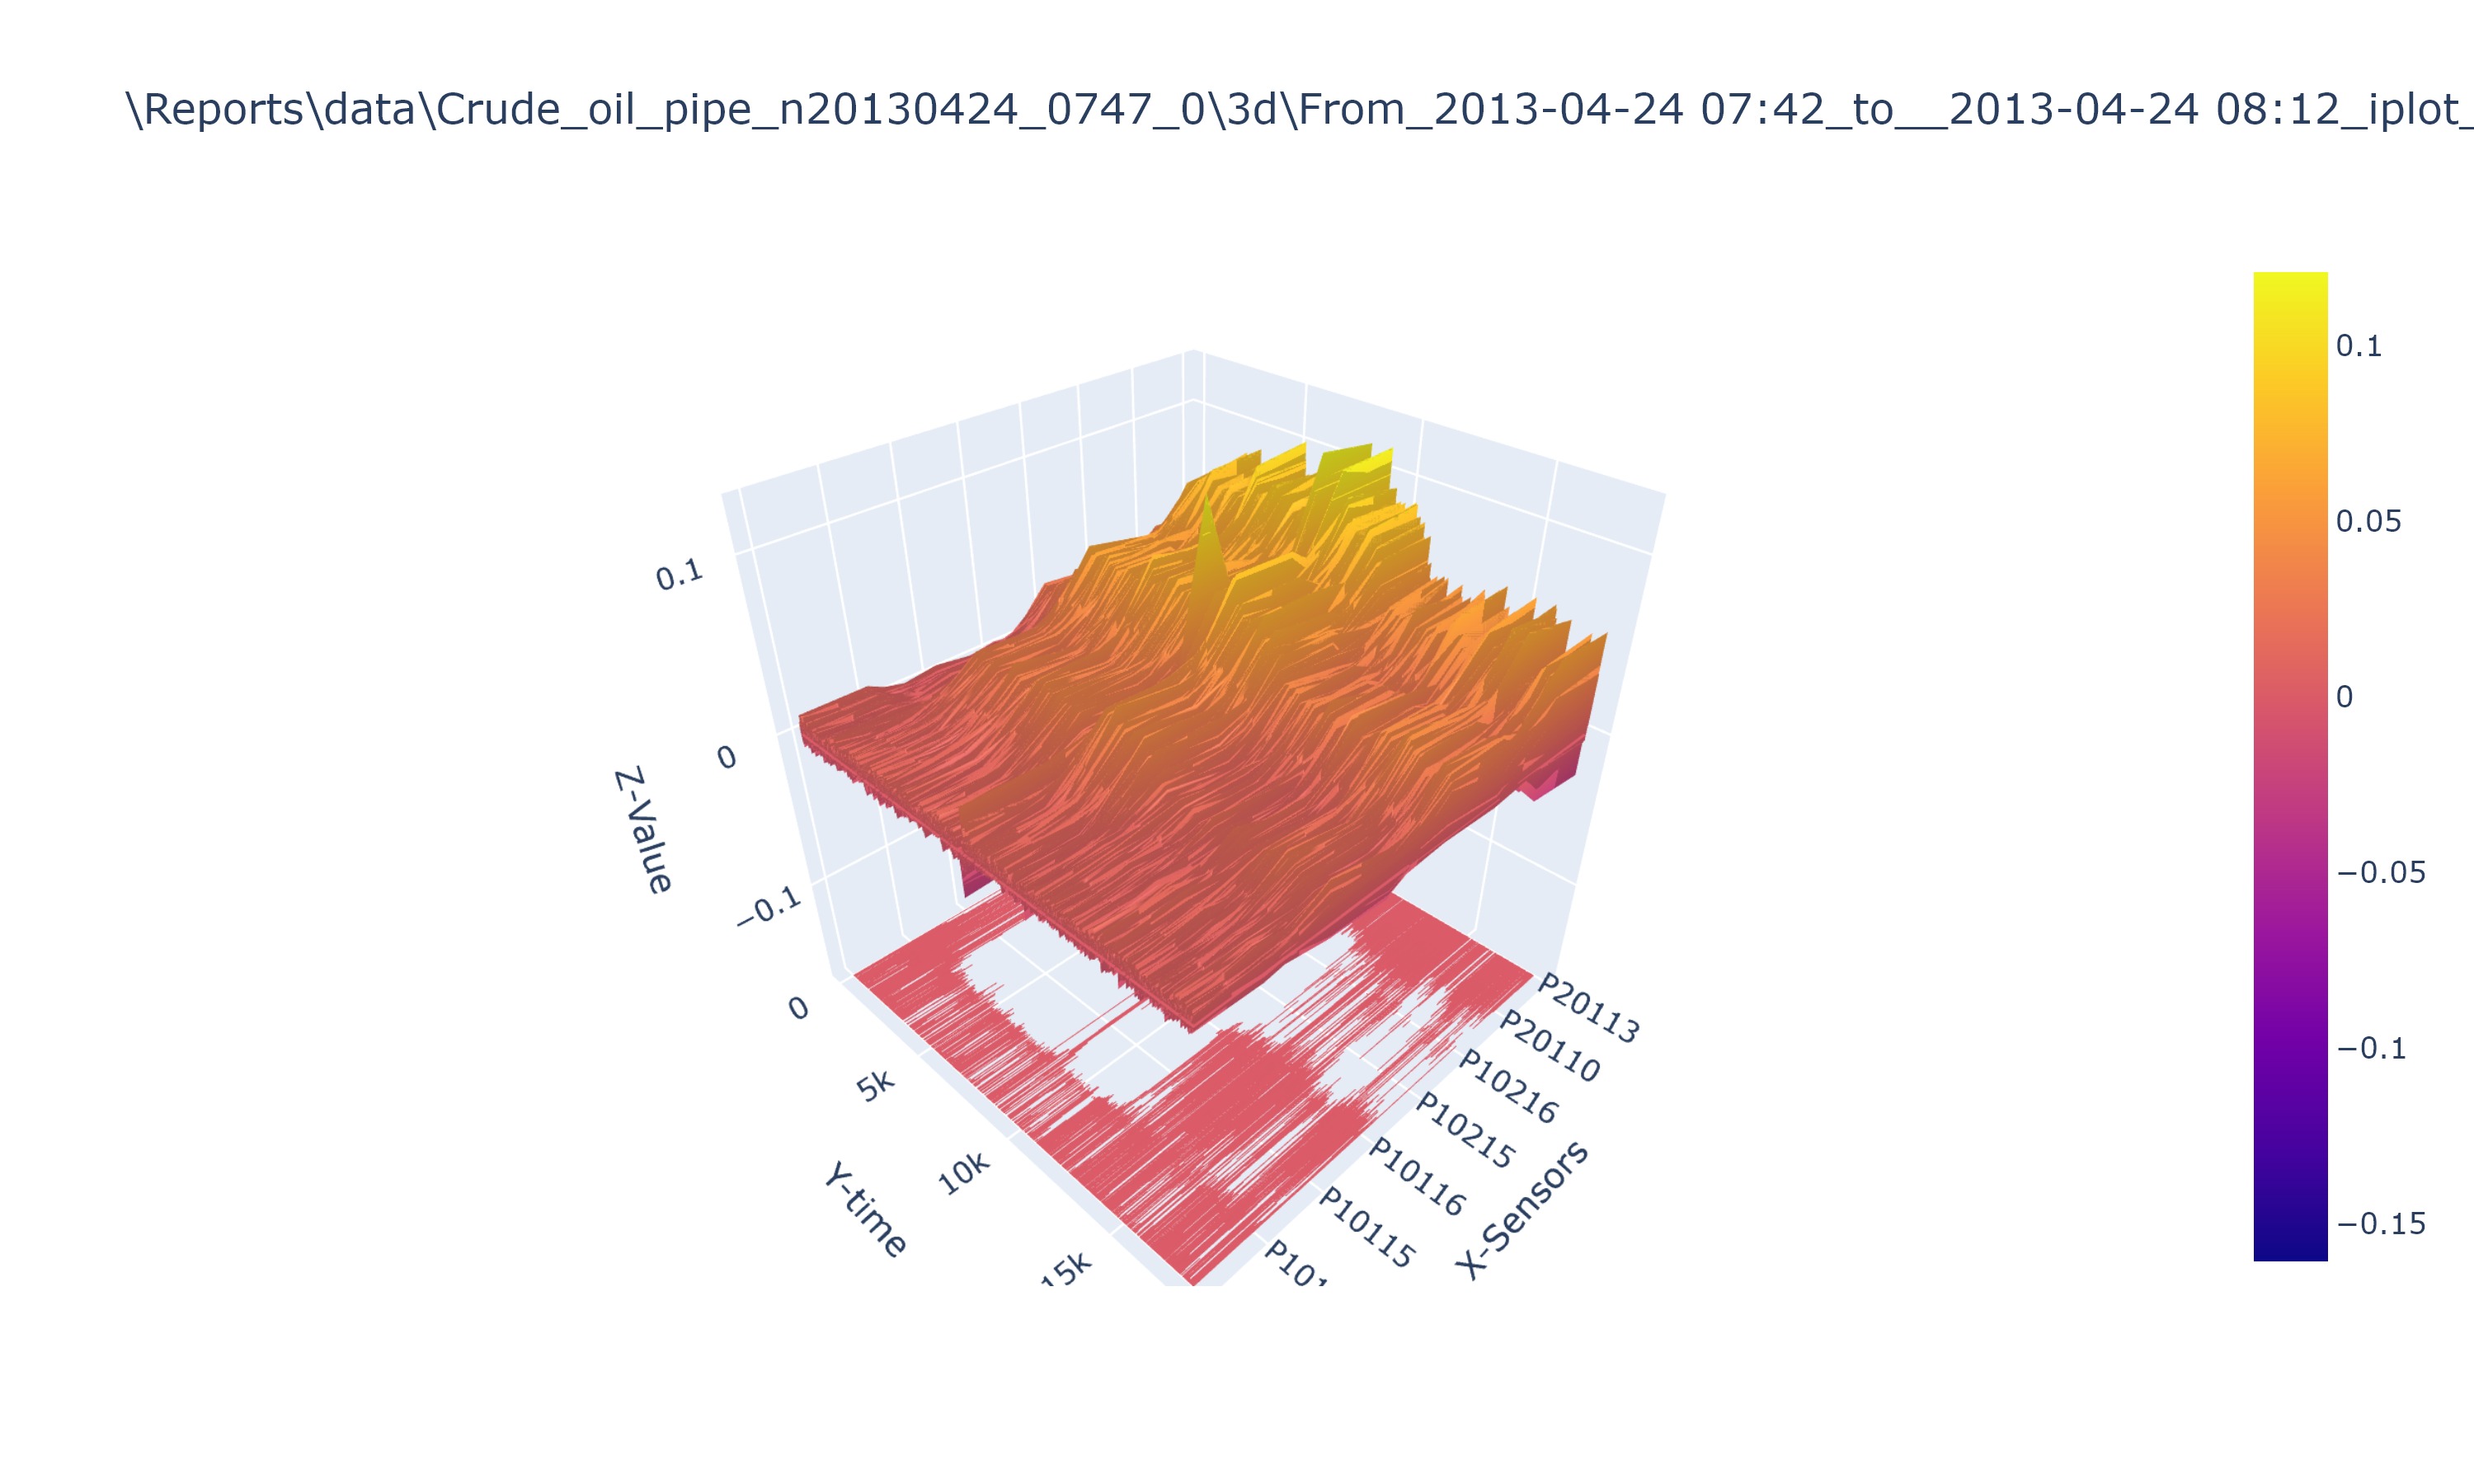 \Reports\data\Crude_oil_pipe_n20130424_0747_0\3d\From_2013-04-24 07:42_to__2013-04-24 08:12_iplot_
0.1
0.05
0
−0.05
−0.1
−0.15
0.1
0
−0.1
Z-Value
0
5k
10k
15k
Y-time
P20113
P20110
P10216
P10215
P10116
P10115
X-Sensors